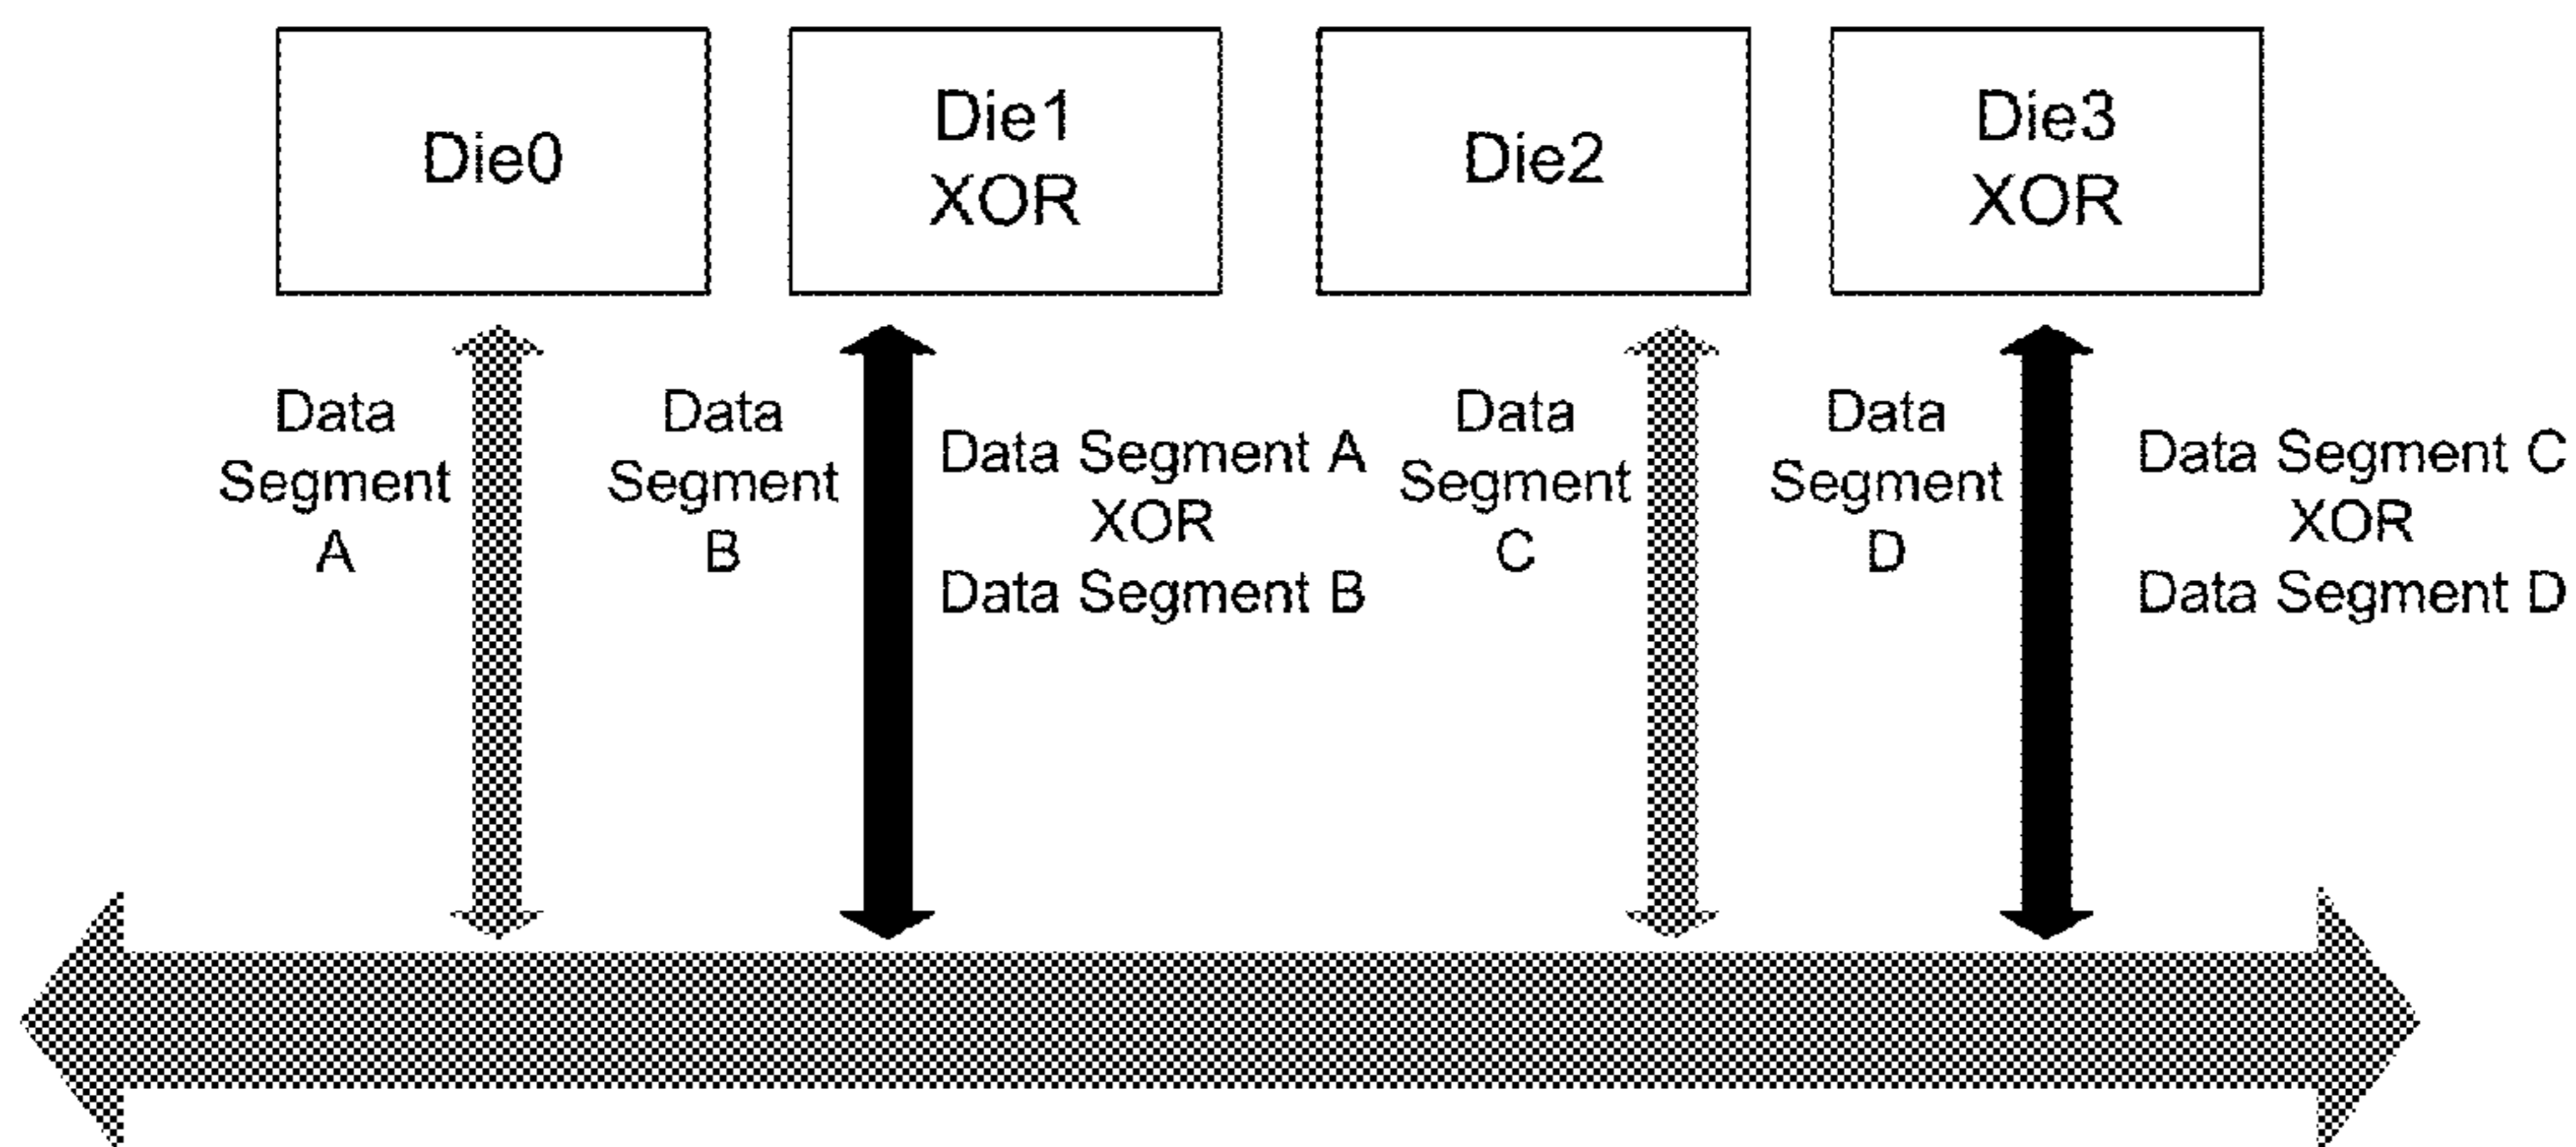 Die0
Die1
XOR
Die2
Die3
XOR
Data
Segment
A
Data
Segment
B
Data Segment A
XOR
Data Segment B
Data
Segment
C
Data
Segment
D
Data Segment C
XOR
Data Segment D